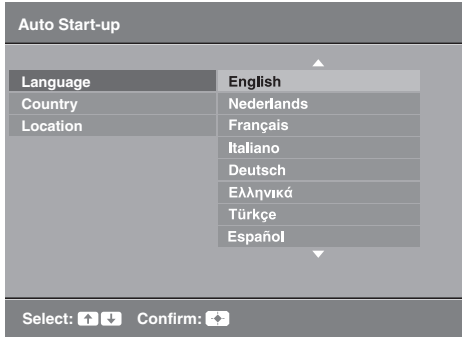 Auto Start-up
Language
Country
Location
English
Nederlands
Français
Italiano
Deutsch
Ελληνικά
Türkçe
Español
Select: Confirm: